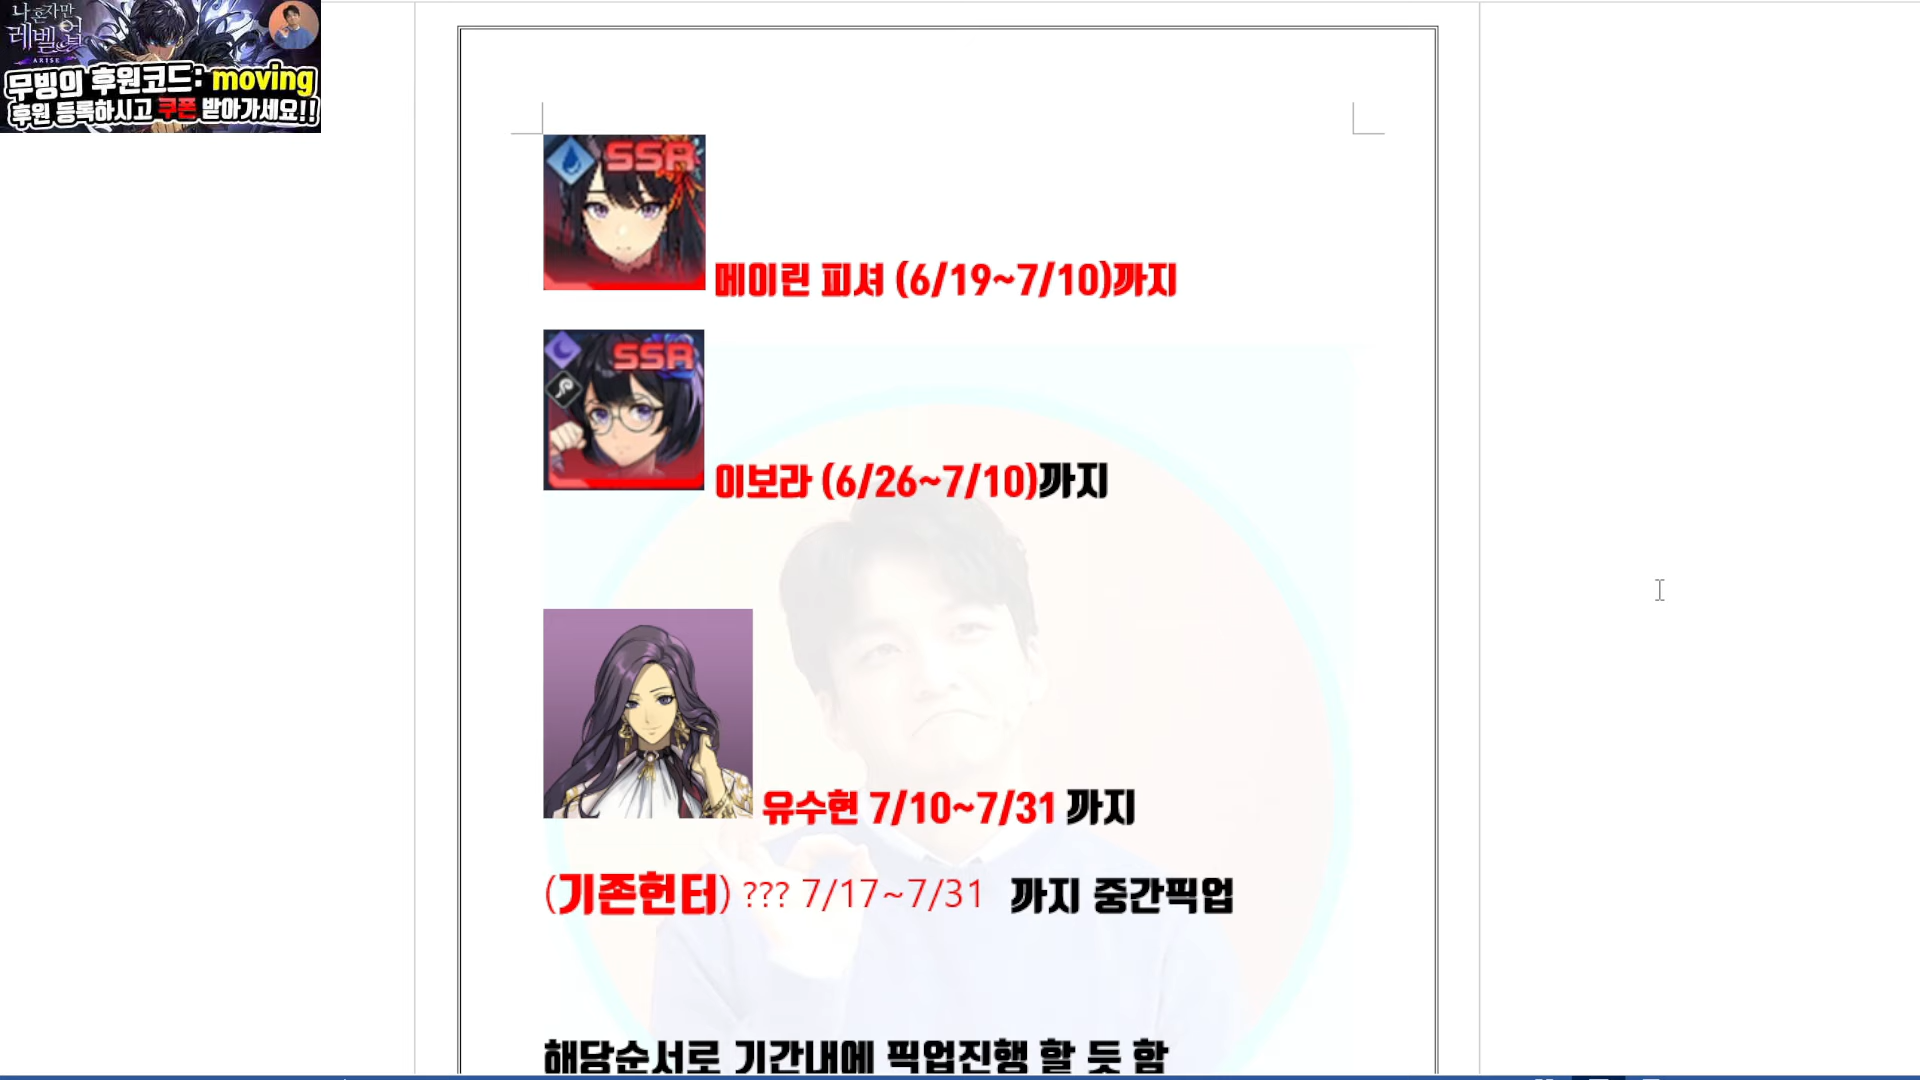 나 혼자만
레벨업
ARISE
무빙의 후원코드: moving
후원 등록하시고 쿠폰 받아가세요!!
SSR
메이린 피셔 (6/19~7/10)까지
SSR
이보라 (6/26~7/10)까지
유수현 7/10~7/31 까지
(기존헌터) ??? 7/17~7/31 까지 중간픽업
해당순서로 기간내에 픽업진행 할 듯 함